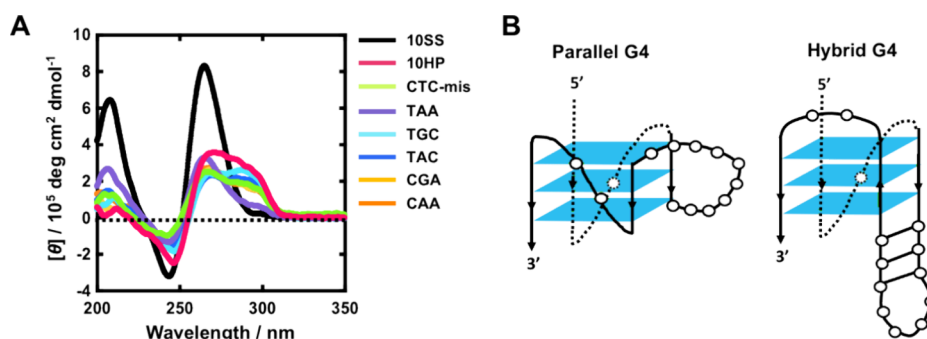 A
[θ] / 10⁵ deg cm² dmol⁻¹
10
8
6
4
2
0
-2
-4
200
250
300
350
Wavelength / nm
10SS
10HP
CTC-mis
TAA
TGC
TAC
CGA
CAA
B
Parallel G4
5’
3’
Hybrid G4
5’
3’